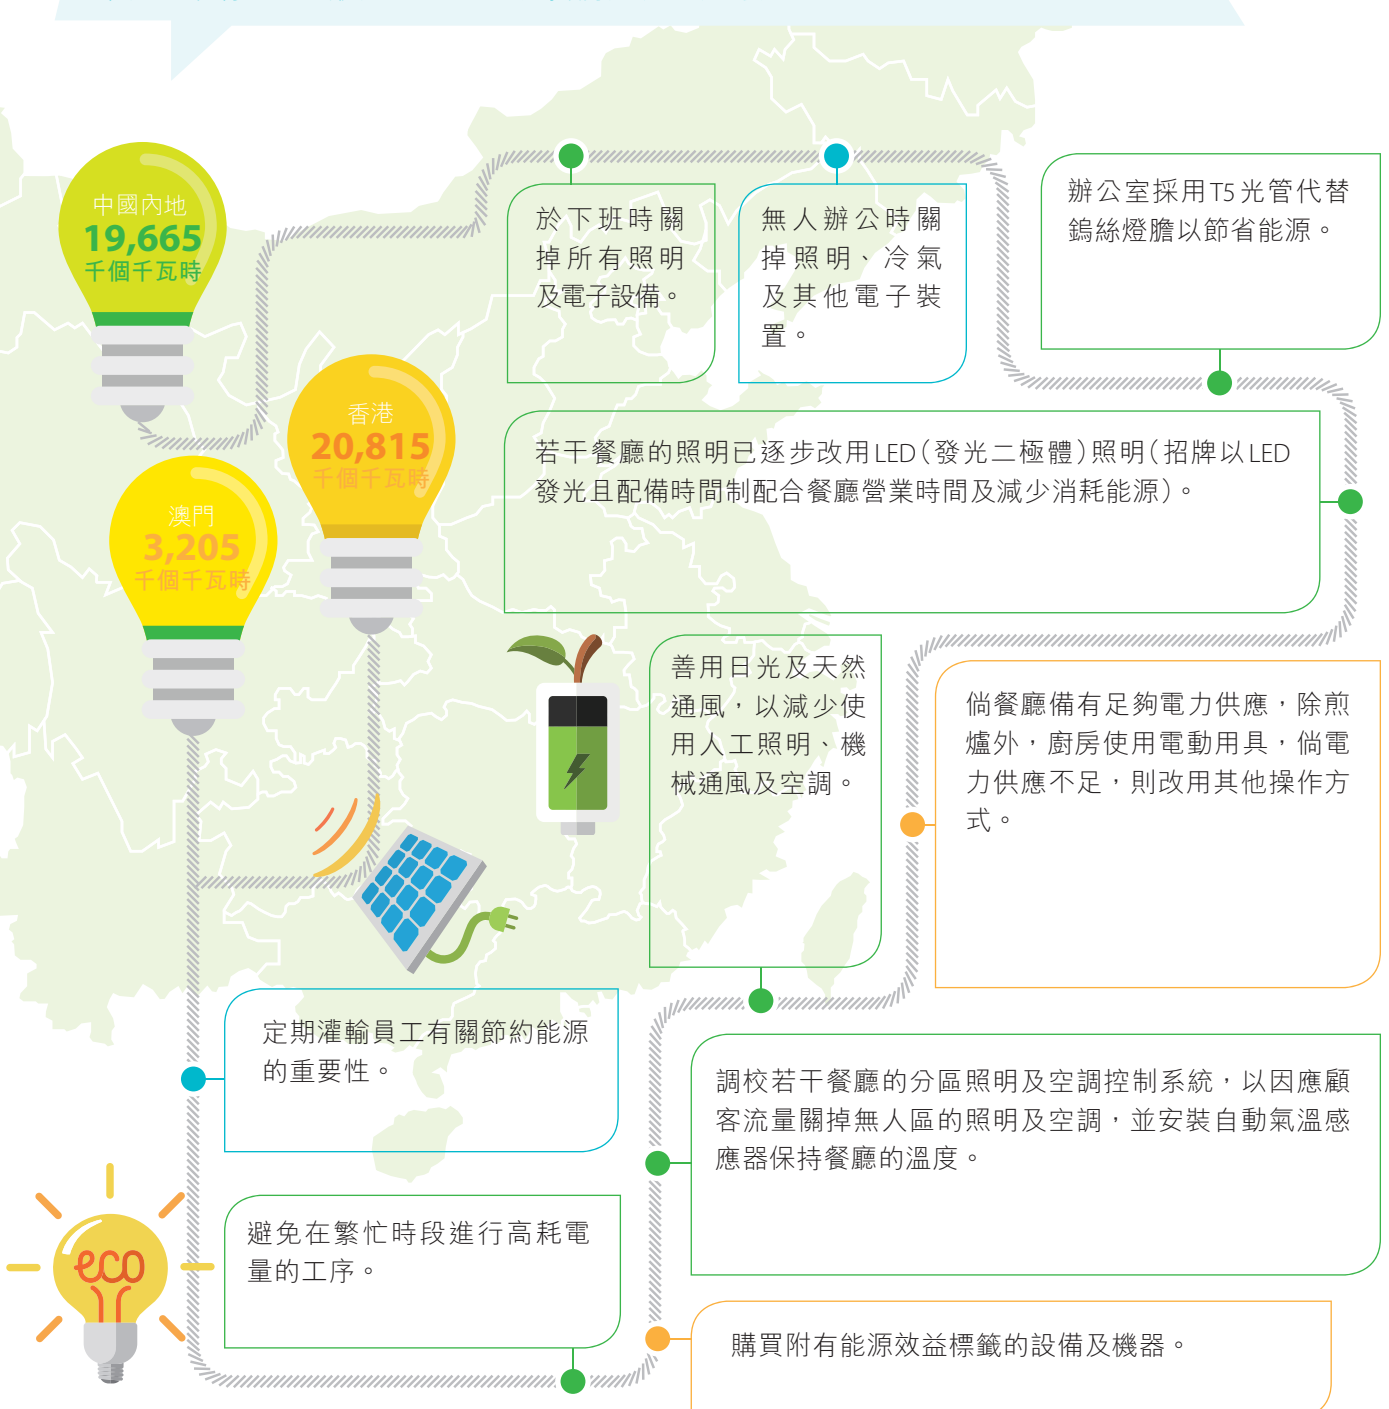 中國內地
19,665
千個千瓦時
香港
20,815
千個千瓦時
澳門
3,205
千個千瓦時
於下班時關
掉所有照明
及電子設備。
無人辦公時關
掉照明、冷氣
及其他電子裝
置。
辦公室採用T5光管代替
鎢絲燈膽以節省能源。
若干餐廳的照明已逐步改用LED(發光二極體)照明(招牌以LED
發光且配備時間制配合餐廳營業時間及減少消耗能源)。
善用日光及天然
通風，以減少使
用人工照明、機
械通風及空調。
倘餐廳備有足夠電力供應，除煎
爐外，廚房使用電動用具，倘電
力供應不足，則改用其他操作方
式。
定期灌輸員工有關節約能源
的重要性。
調校若干餐廳的分區照明及空調控制系統，以因應顧
客流量關掉無人區的照明及空調，並安裝自動氣溫感
應器保持餐廳的溫度。
避免在繁忙時段進行高耗電
量的工序。
eco
購買附有能源效益標籤的設備及機器。